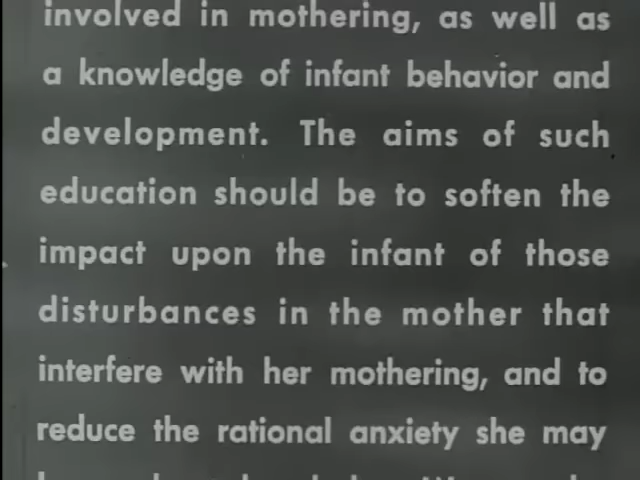 involved in mothering, as well as
a knowledge of infant behavior and
development. The aims of such
education should be to soften the
impact upon the infant of those
disturbances in the mother that
interfere with her mothering, and to
reduce the rational anxiety she may